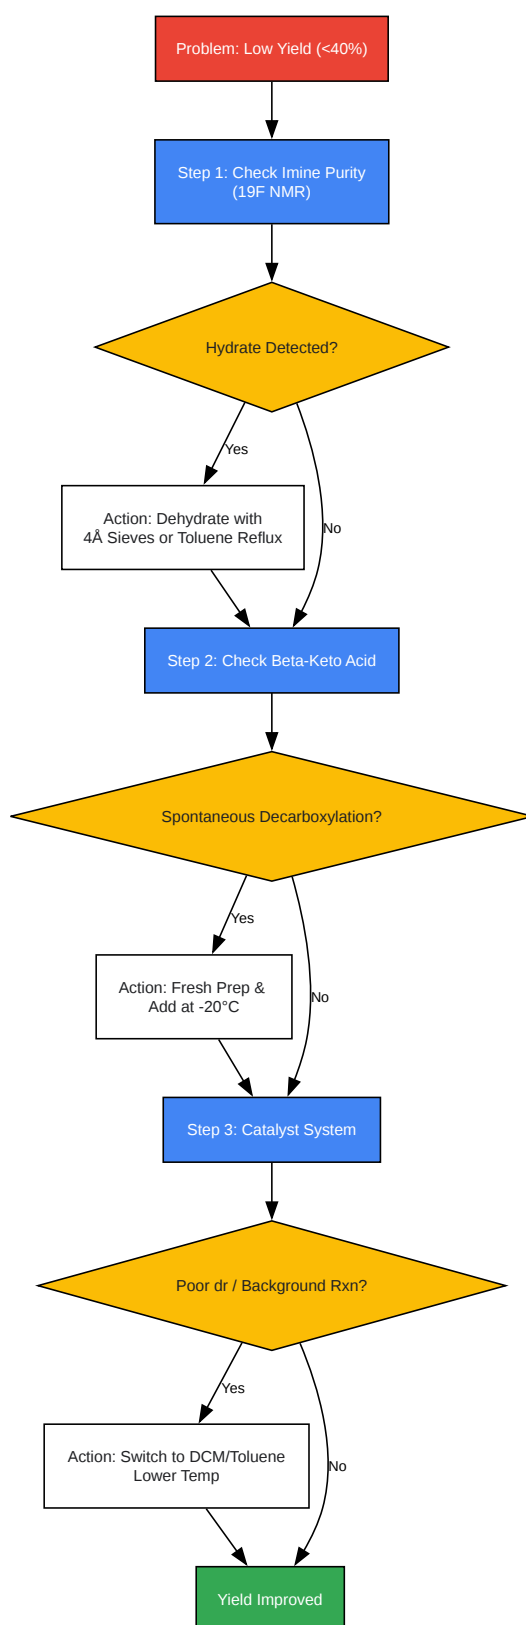 Problem: Low Yield (<40%)
Step 1: Check Imine Purity
(19F NMR)
Hydrate Detected?
Yes
Action: Dehydrate with
4Å Sieves or Toluene Reflux
No
Step 2: Check Beta-Keto Acid
Spontaneous Decarboxylation?
Yes
Action: Fresh Prep &
Add at -20°C
No
Step 3: Catalyst System
Poor dr / Background Rxn?
Yes
Action: Switch to DCM/Toluene
Lower Temp
No
Yield Improved